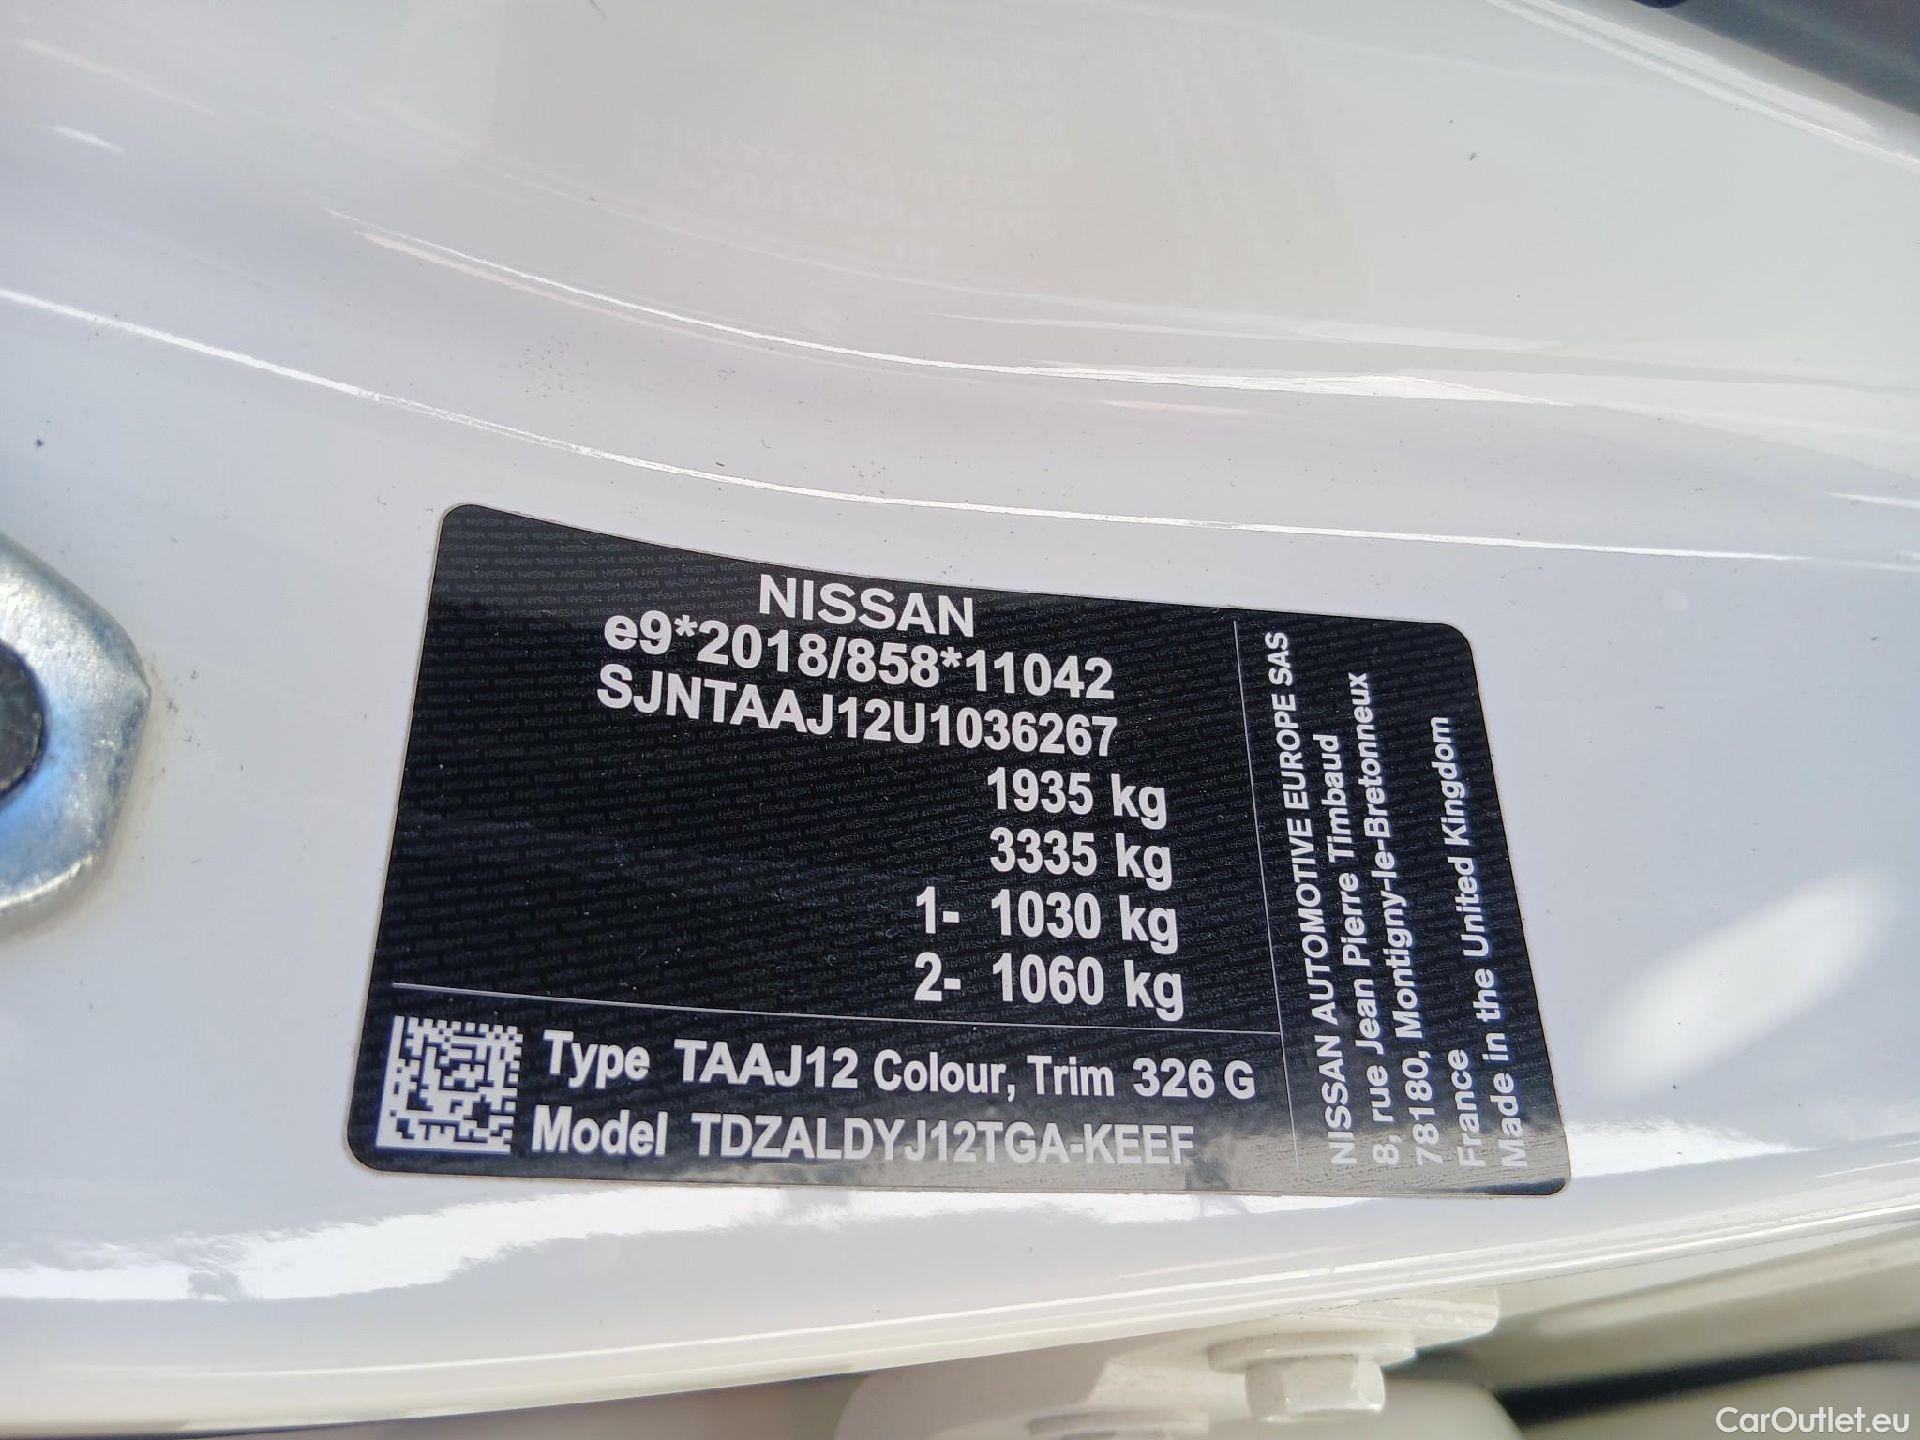 NISSAN
e9*2018/858*11042
SJNTAAJ12U1036267
1935 kg
3335 kg
1- 1030 kg
2- 1060 kg
Type TAAJ12 Colour, Trim 326 G
Model TDZALDYJ12TGA-KEEF
NISSAN AUTOMOTIVE EUROPE SAS
8, rue Jean Pierre Timbaud
78180, Montigny-le-Bretonneux
France
Made in the United Kingdom
CarOutlet.eu